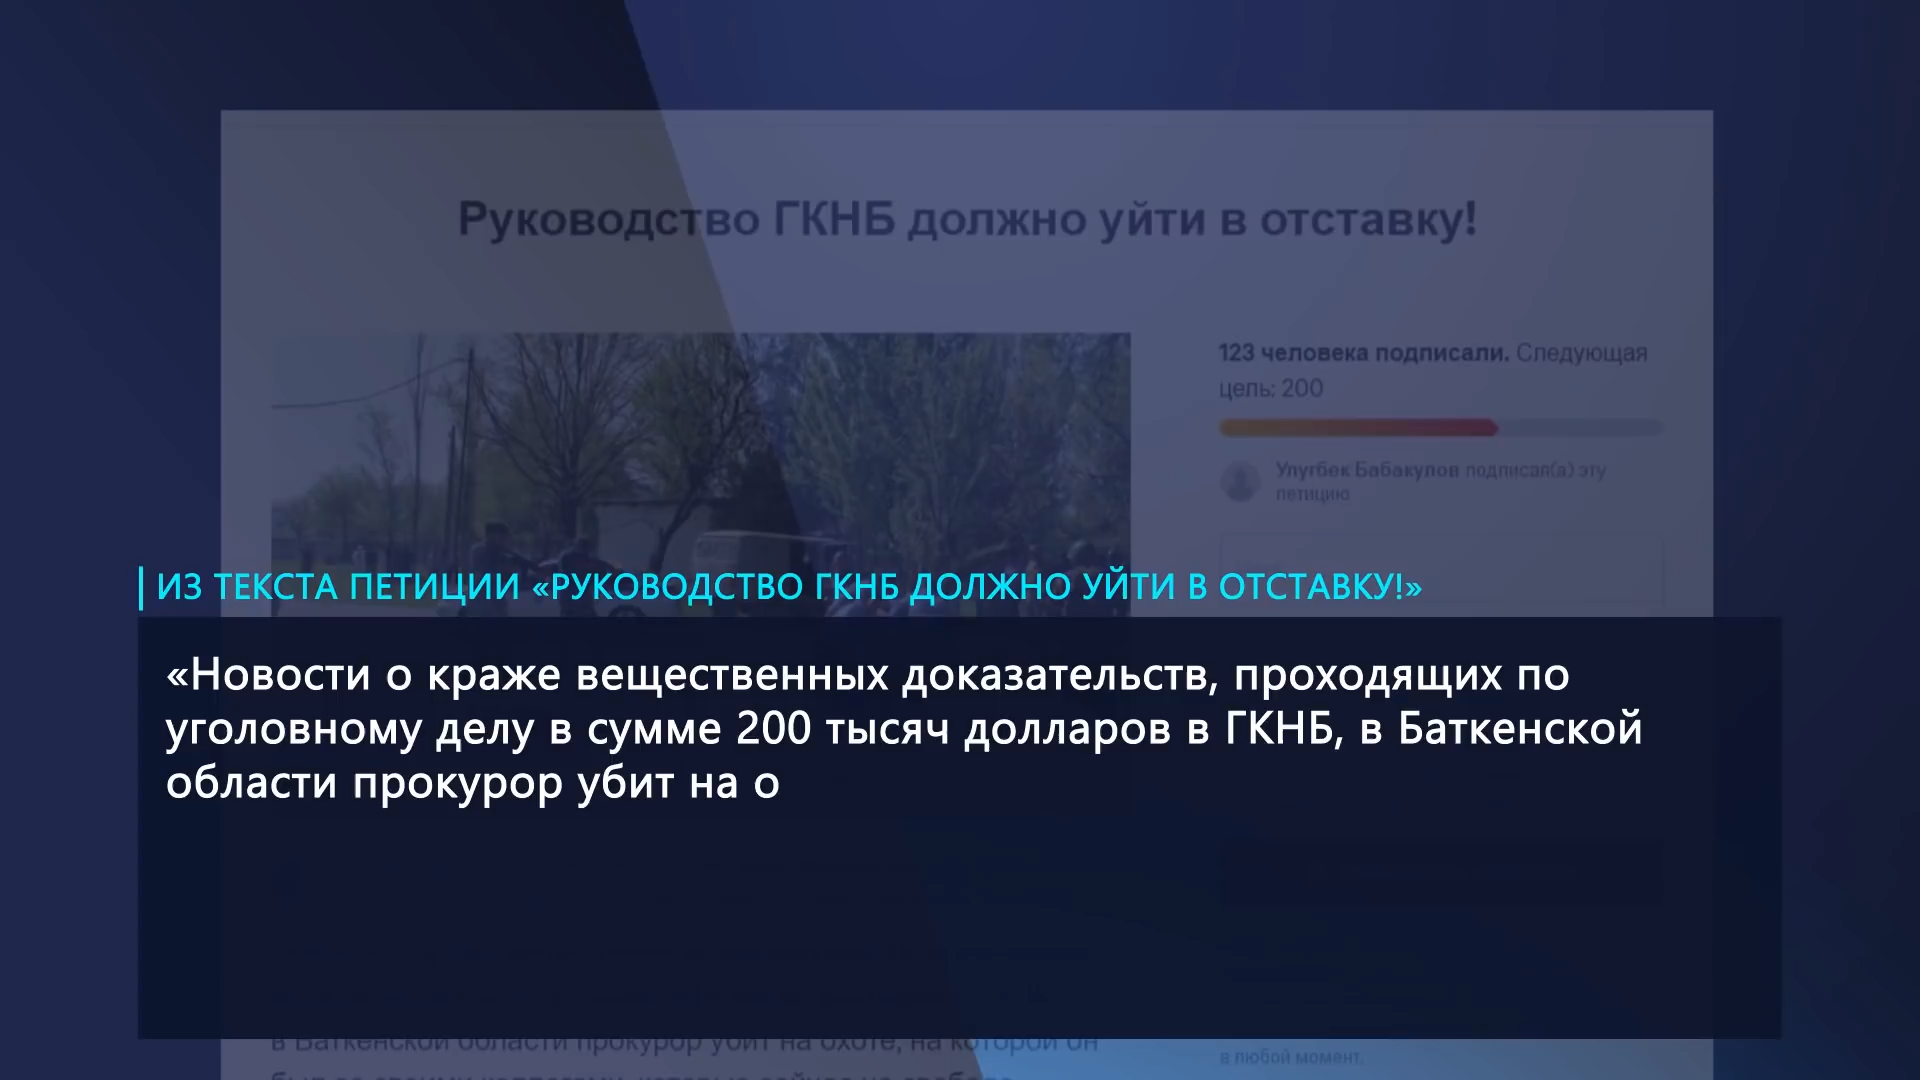 Руководство ГКНБ должно уйти в отставку!
123 человека подписали. Следующая
цель: 200
Улугбек Бабакулов подписал(а) эту
петицию
ИЗ ТЕКСТА ПЕТИЦИИ «РУКОВОДСТВО ГКНБ ДОЛЖНО УЙТИ В ОТСТАВКУ!»
«Новости о краже вещественных доказательств, проходящих по
уголовному делу в сумме 200 тысяч долларов в ГКНБ, в Баткенской
области прокурор убит на о
в Баткенской области прокурор убит на охоте, на которой он
в любой момент.